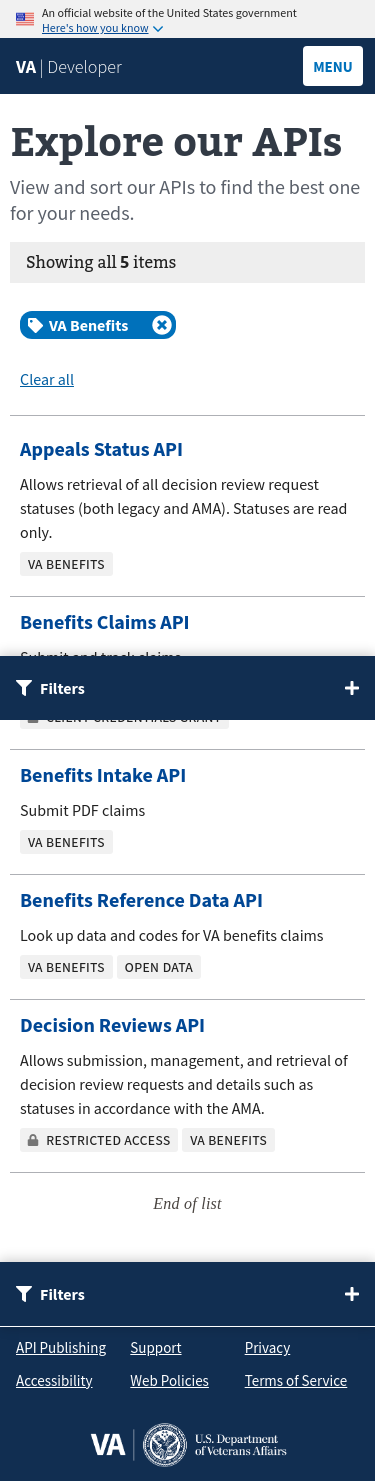 An official website of the United States government
Here's how you know
VA | Developer
MENU
Explore our APIs
View and sort our APIs to find the best one
for your needs.
Showing all 5 items
VA Benefits
Clear all
Appeals Status API
Allows retrieval of all decision review request
statuses (both legacy and AMA). Statuses are read
only.
VA BENEFITS
Benefits Claims API
Submit and track claims
Filters
CLIENT CREDENTIALS GRANT
Benefits Intake API
Submit PDF claims
VA BENEFITS
Benefits Reference Data API
Look up data and codes for VA benefits claims
VA BENEFITS OPEN DATA
Decision Reviews API
Allows submission, management, and retrieval of
decision review requests and details such as
statuses in accordance with the AMA.
RESTRICTED ACCESS VA BENEFITS
End of list
Filters
API Publishing Support Privacy
Accessibility Web Policies Terms of Service
VA U.S. Department
of Veterans Affairs